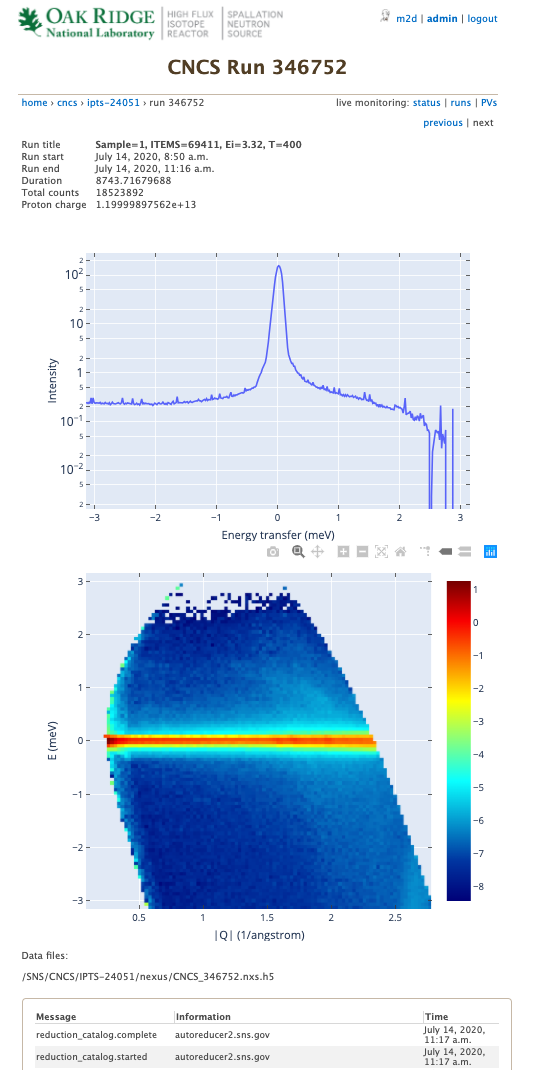 OAK RIDGE
National Laboratory
HIGH FLUX
ISOTOPE
REACTOR
SPALLATION
NEUTRON
SOURCE
m2d | admin | logout
CNCS Run 346752
home › cncs › ipts-24051 › run 346752
live monitoring: status | runs | PVs
previous | next
Run title Sample=1, ITEMS=69411, Ei=3.32, T=400
Run start July 14, 2020, 8:50 a.m.
Run end July 14, 2020, 11:16 a.m.
Duration 8743.71679688
Total counts 18523892
Proton charge 1.19999897562e+13
2
10²
5
2
10
5
2
1
5
2
10⁻¹
5
2
10⁻²
5
2
Intensity
−3 −2 −1 0 1 2 3
Energy transfer (meV)
3
2
1
0
−1
−2
−3
E (meV)
0.5 1 1.5 2 2.5
|Q| (1/angstrom)
1
0
−1
−2
−3
−4
−5
−6
−7
−8
Data files:
/SNS/CNCS/IPTS-24051/nexus/CNCS_346752.nxs.h5
Message Information Time
reduction_catalog.complete autoreducer2.sns.gov July 14, 2020,
11:17 a.m.
reduction_catalog.started autoreducer2.sns.gov July 14, 2020,
11:17 a.m.